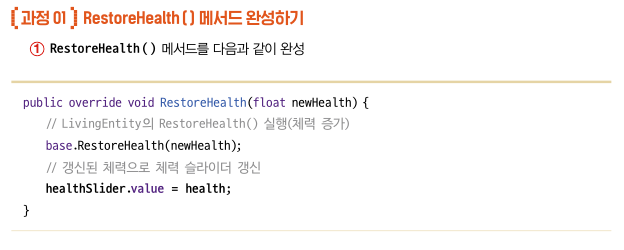 과정 01 RestoreHealth() 메서드 완성하기
① RestoreHealth() 메서드를 다음과 같이 완성
public override void RestoreHealth(float newHealth) {
// LivingEntity의 RestoreHealth() 실행(체력 증가)
base.RestoreHealth(newHealth);
// 갱신된 체력으로 체력 슬라이더 갱신
healthSlider.value = health;
}